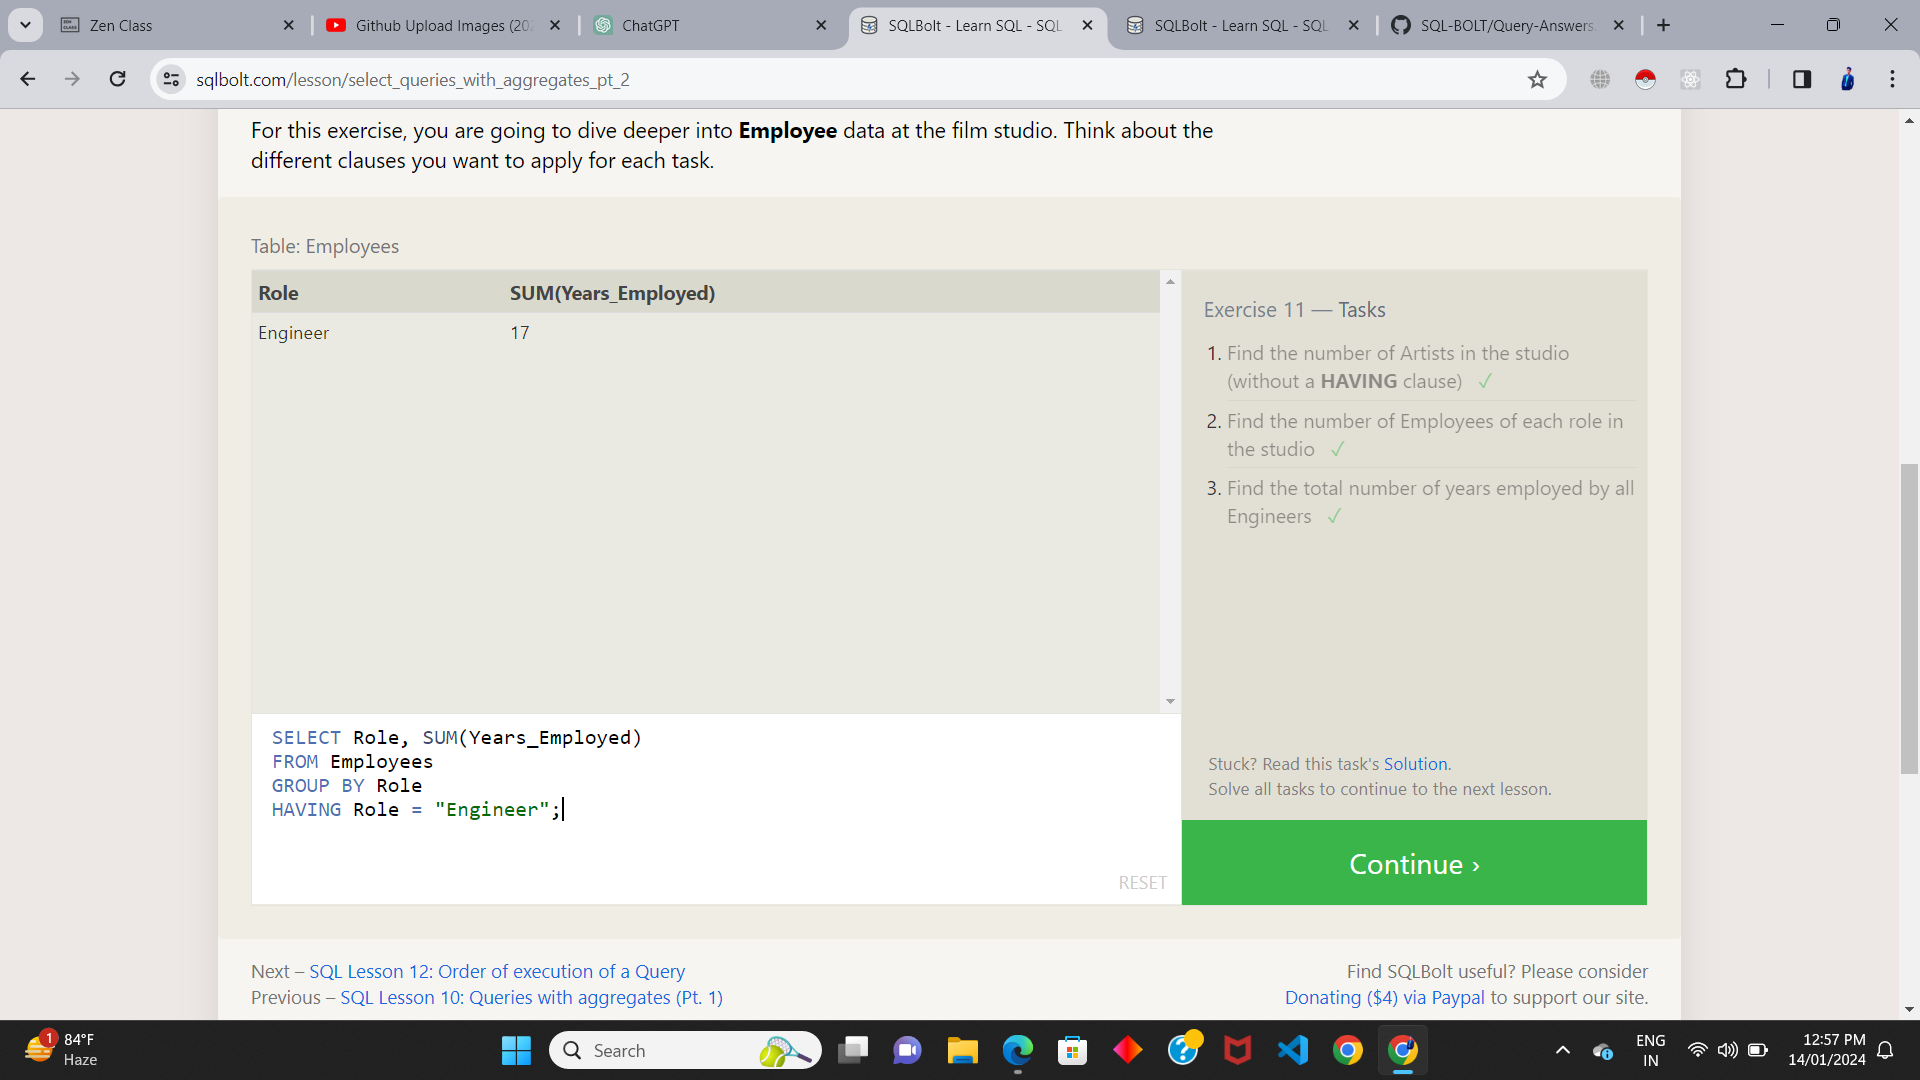 Zen Class
Github Upload Images (202
ChatGPT
SQLBolt - Learn SQL - SQL
SQLBolt - Learn SQL - SQL
SQL-BOLT/Query-Answers.
sqlbolt.com/lesson/select_queries_with_aggregates_pt_2
For this exercise, you are going to dive deeper into Employee data at the film studio. Think about the
different clauses you want to apply for each task.
Table: Employees
Role SUM(Years_Employed)
Engineer 17
SELECT Role, SUM(Years_Employed)
FROM Employees
GROUP BY Role
HAVING Role = "Engineer";
RESET
Exercise 11 — Tasks
1. Find the number of Artists in the studio
(without a HAVING clause) ✓
2. Find the number of Employees of each role in
the studio ✓
3. Find the total number of years employed by all
Engineers ✓
Stuck? Read this task's Solution.
Solve all tasks to continue to the next lesson.
Continue ›
Next – SQL Lesson 12: Order of execution of a Query
Previous – SQL Lesson 10: Queries with aggregates (Pt. 1)
Find SQLBolt useful? Please consider
Donating ($4) via Paypal to support our site.
1
84°F
Haze
Search
ENG
IN
12:57 PM
14/01/2024